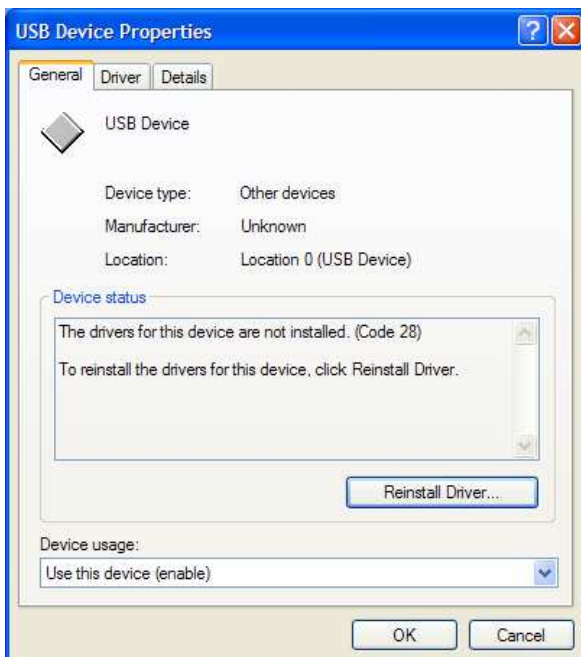 USB Device Properties
General Driver Details
USB Device
Device type: Other devices
Manufacturer: Unknown
Location: Location 0 (USB Device)
Device status
The drivers for this device are not installed. (Code 28)
To reinstall the drivers for this device, click Reinstall Driver.
Reinstall Driver...
Device usage:
Use this device (enable)
OK Cancel